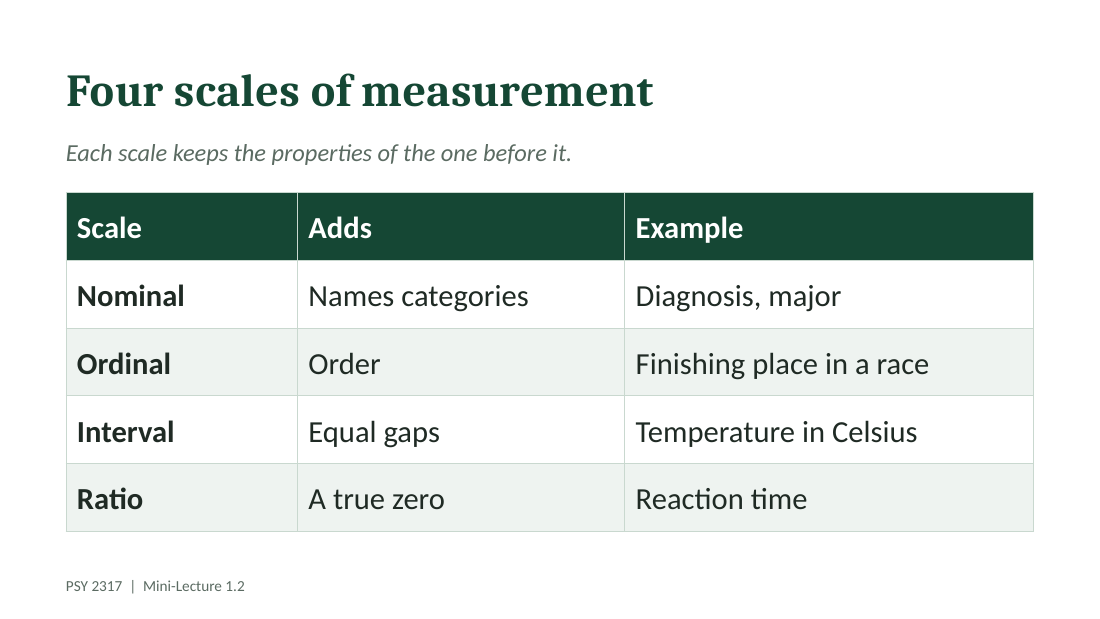 Four scales of measurement
Each scale keeps the properties of the one before it.
Scale Adds Example
Nominal Names categories Diagnosis, major
Ordinal Order Finishing place in a race
Interval Equal gaps Temperature in Celsius
Ratio A true zero Reaction time
PSY 2317 | Mini-Lecture 1.2